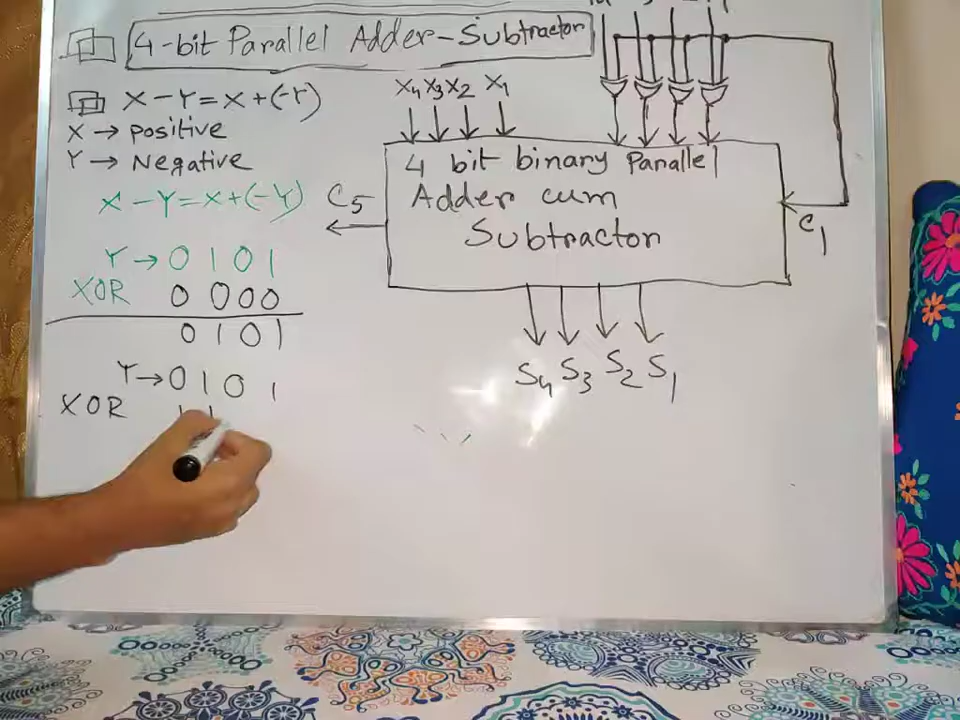 4-bit Parallel Adder-Subtractor
X - Y = X + (-Y)
X → positive
Y → Negative
X - Y = X + (-Y)
Y → 0 1 0 1
XOR 0 0 0 0
0 1 0 1
Y → 0 1 0 1
XOR 1 1
X4 X3 X2 X1
4 bit binary Parallel
Adder cum
Subtractor
C5
C1
S4 S3 S2 S1